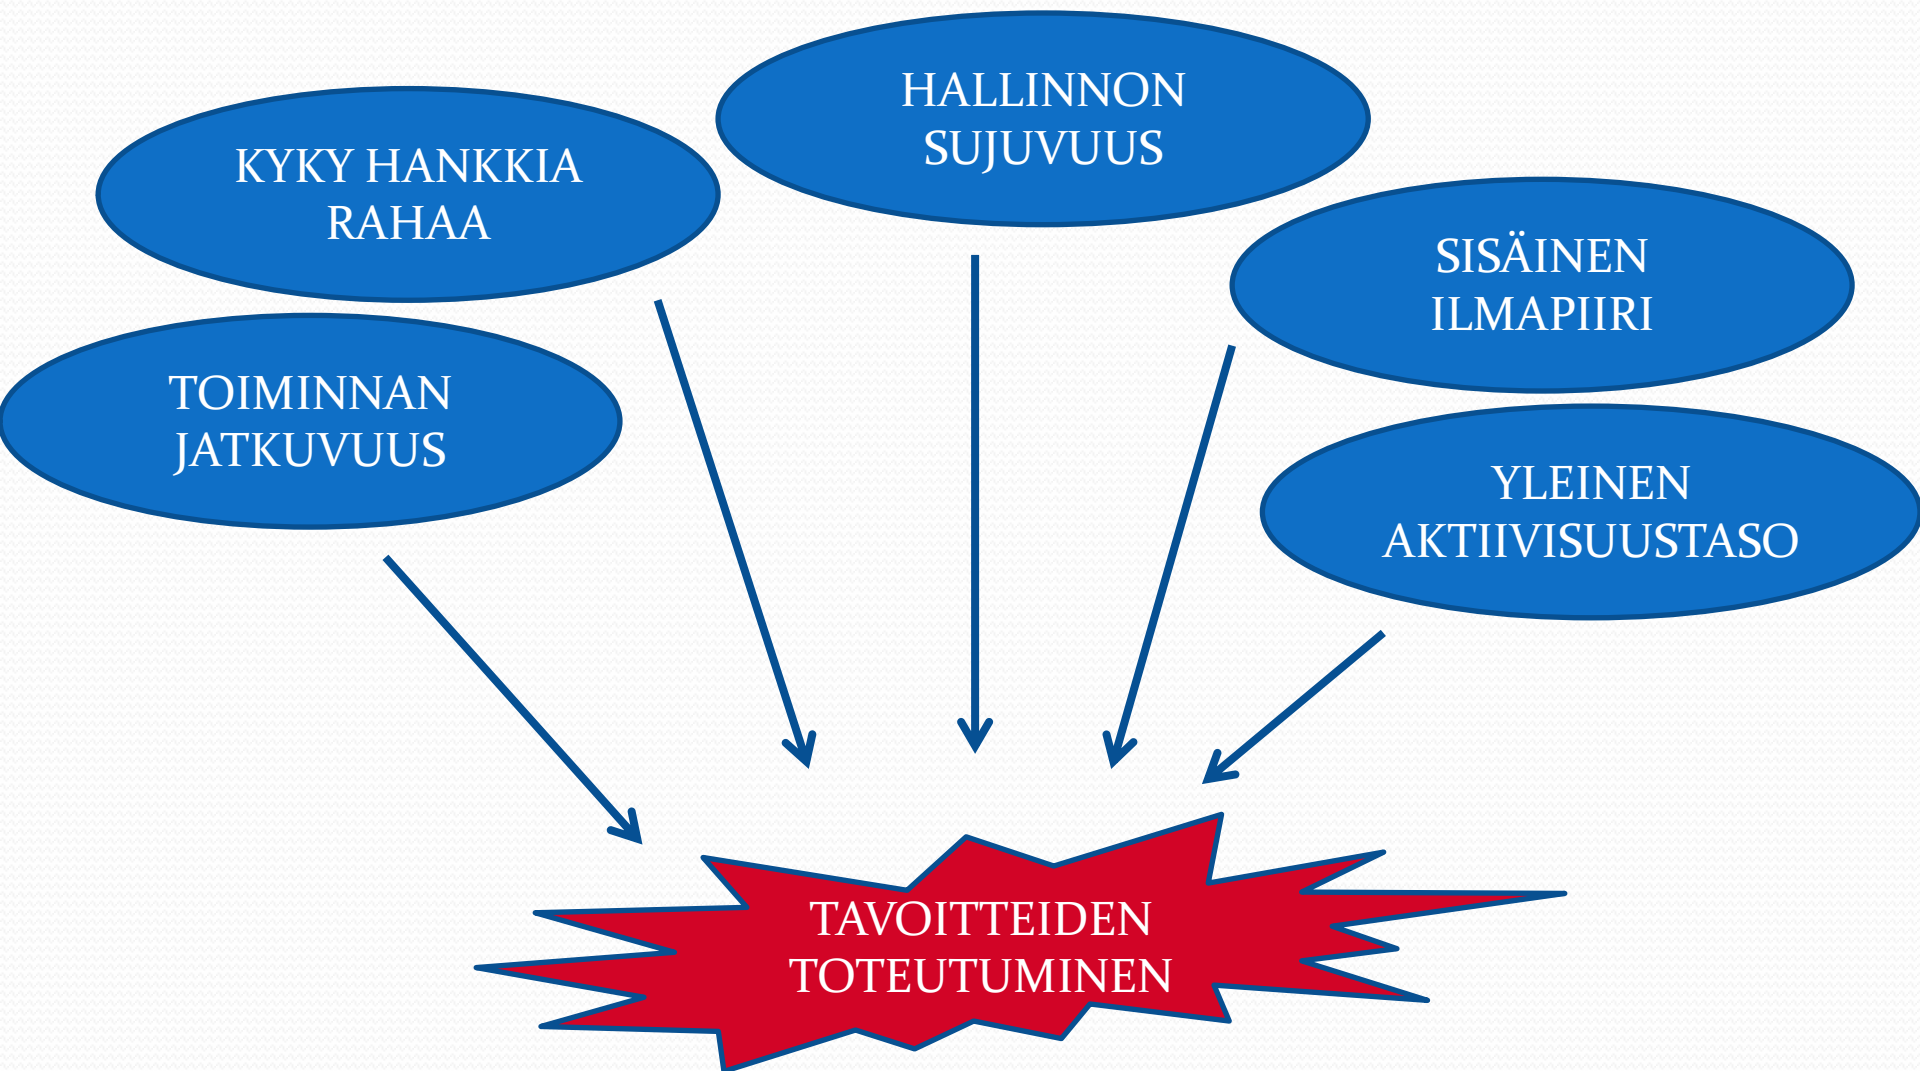 HALLINNON
SUJUVUUS
KYKY HANKKIA
RAHAA
SISÄINEN
ILMAPIIRI
TOIMINNAN
JATKUVUUS
YLEINEN
AKTIIVISUUSTASO
TAVOITTEIDEN
TOTEUTUMINEN